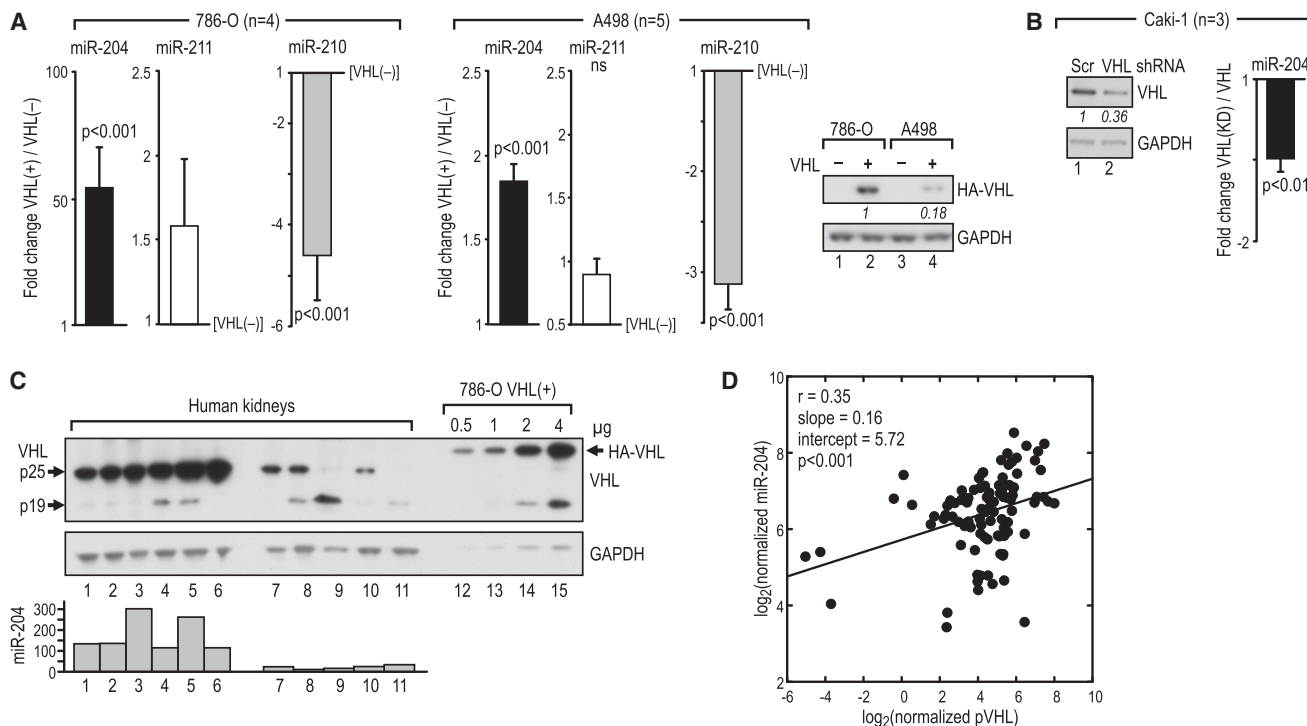 A
786-O (n=4)
miR-204
miR-211
miR-210
Fold change VHL(+) / VHL(–)
100
50
1
p<0.001
2.5
2
1.5
1
[VHL(–)]
1
-2
-4
-6
[VHL(–)]
p<0.001
A498 (n=5)
miR-204
miR-211
ns
miR-210
Fold change VHL(+) / VHL(–)
2.5
2
1.5
1
p<0.001
2.5
2
1.5
1
0.5
[VHL(–)]
1
-2
-3
[VHL(–)]
p<0.001
786-O A498
VHL – + – +
HA-VHL
1 0.18
GAPDH
1 2 3 4
B
Caki-1 (n=3)
Scr VHL shRNA
VHL
1 0.36
GAPDH
1 2
miR-204
Fold change VHL(KD) / VHL
1
-2
p<0.01
C
Human kidneys
786-O VHL(+)
0.5 1 2 4 µg
VHL
p25
p19
HA-VHL
VHL
GAPDH
1 2 3 4 5 6 7 8 9 10 11 12 13 14 15
miR-204
300
200
100
0
1 2 3 4 5 6 7 8 9 10 11
D
r = 0.35
slope = 0.16
intercept = 5.72
p<0.001
log2(normalized miR-204)
10
8
6
4
2
-6 -4 -2 0 2 4 6 8 10
log2(normalized pVHL)